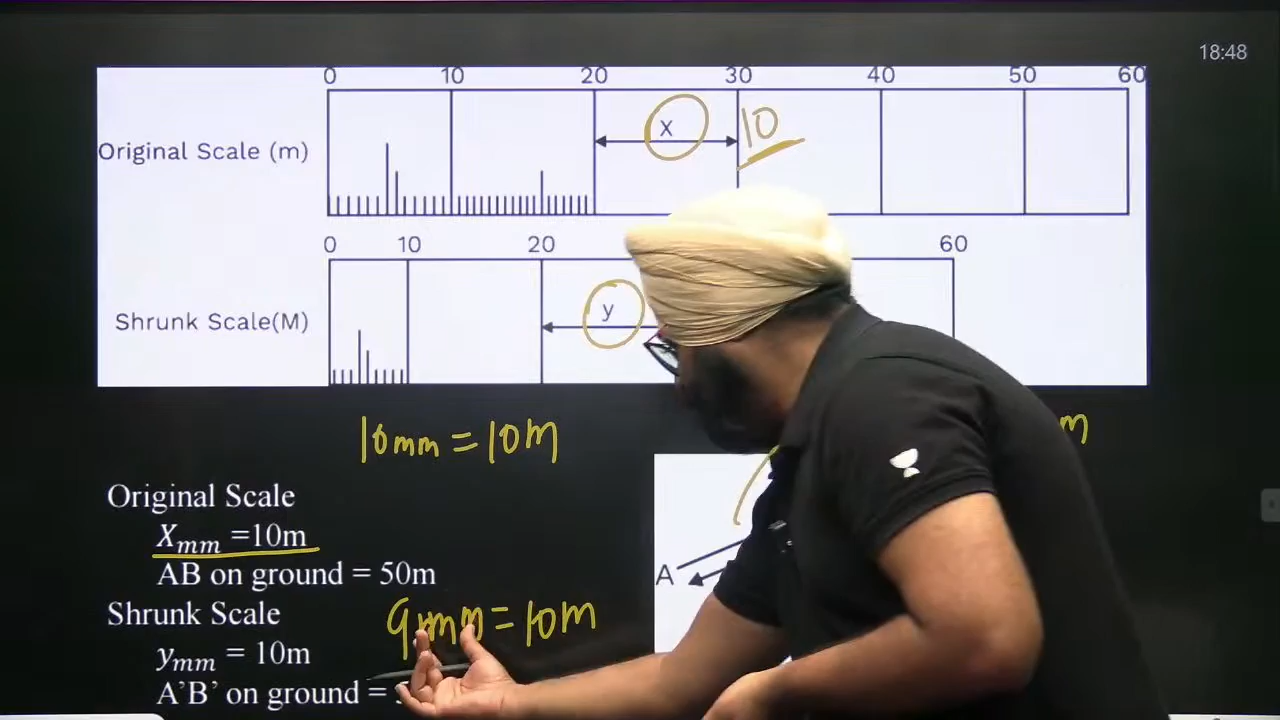 18:48
0 10 20 30 40 50 60
Original Scale (m)
x
10
0 10 20 60
Shrunk Scale(M)
y
10mm = 10m
m
Original Scale
Xmm =10m
AB on ground = 50m
A
Shrunk Scale
9mm = 10m
ymm = 10m
A'B' on ground =